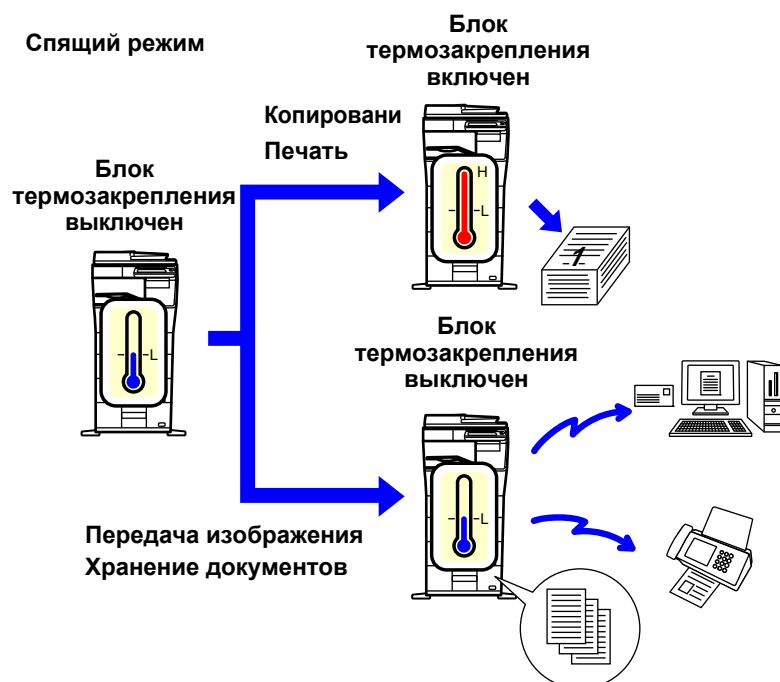 Спящий режим
Блок
термозакрепления
включен
Копировани
Печать
H
L
1
Блок
термозакрепления
выключен
L
Блок
термозакрепления
выключен
L
Передача изображения
Хранение документов